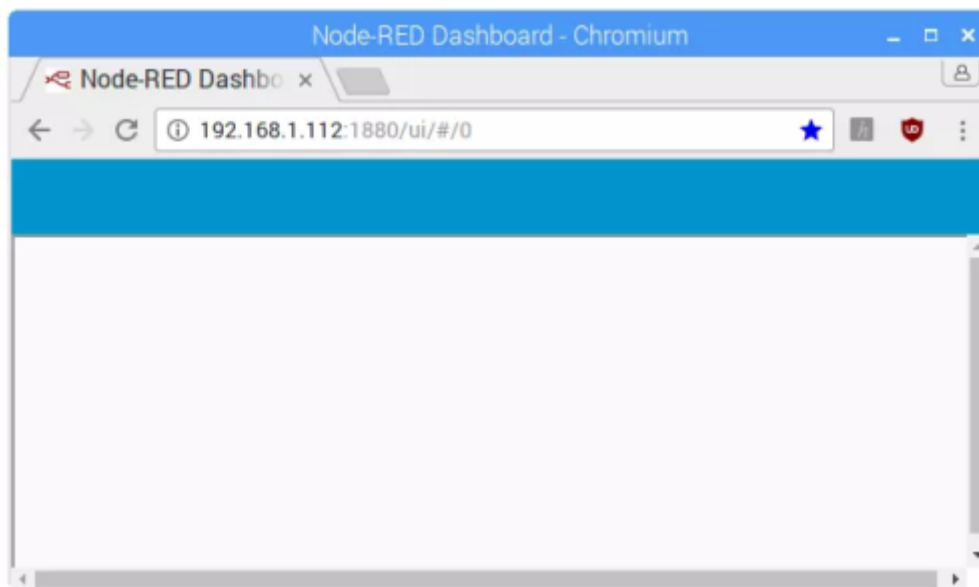 Node-RED Dashboard - Chromium
Node-RED Dashbo
192.168.1.112:1880/ui/#/0